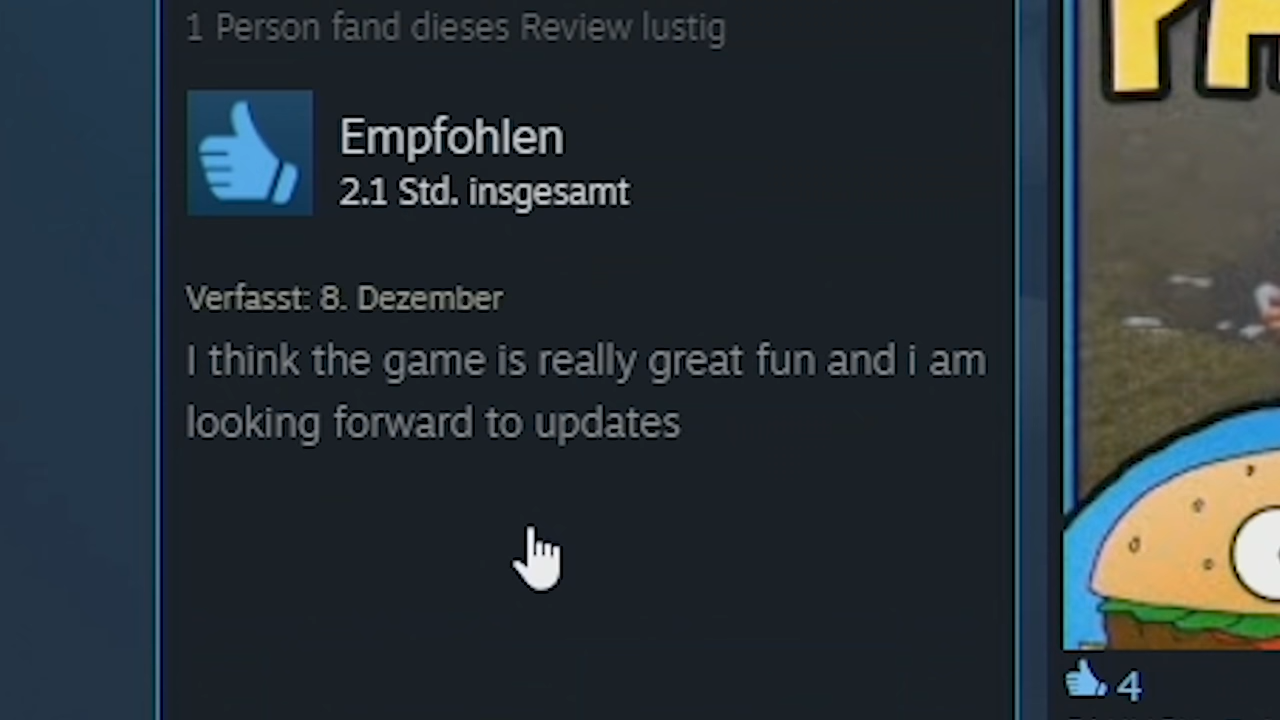 1 Person fand dieses Review lustig
Empfohlen
2.1 Std. insgesamt
Verfasst: 8. Dezember
I think the game is really great fun and i am
looking forward to updates
4